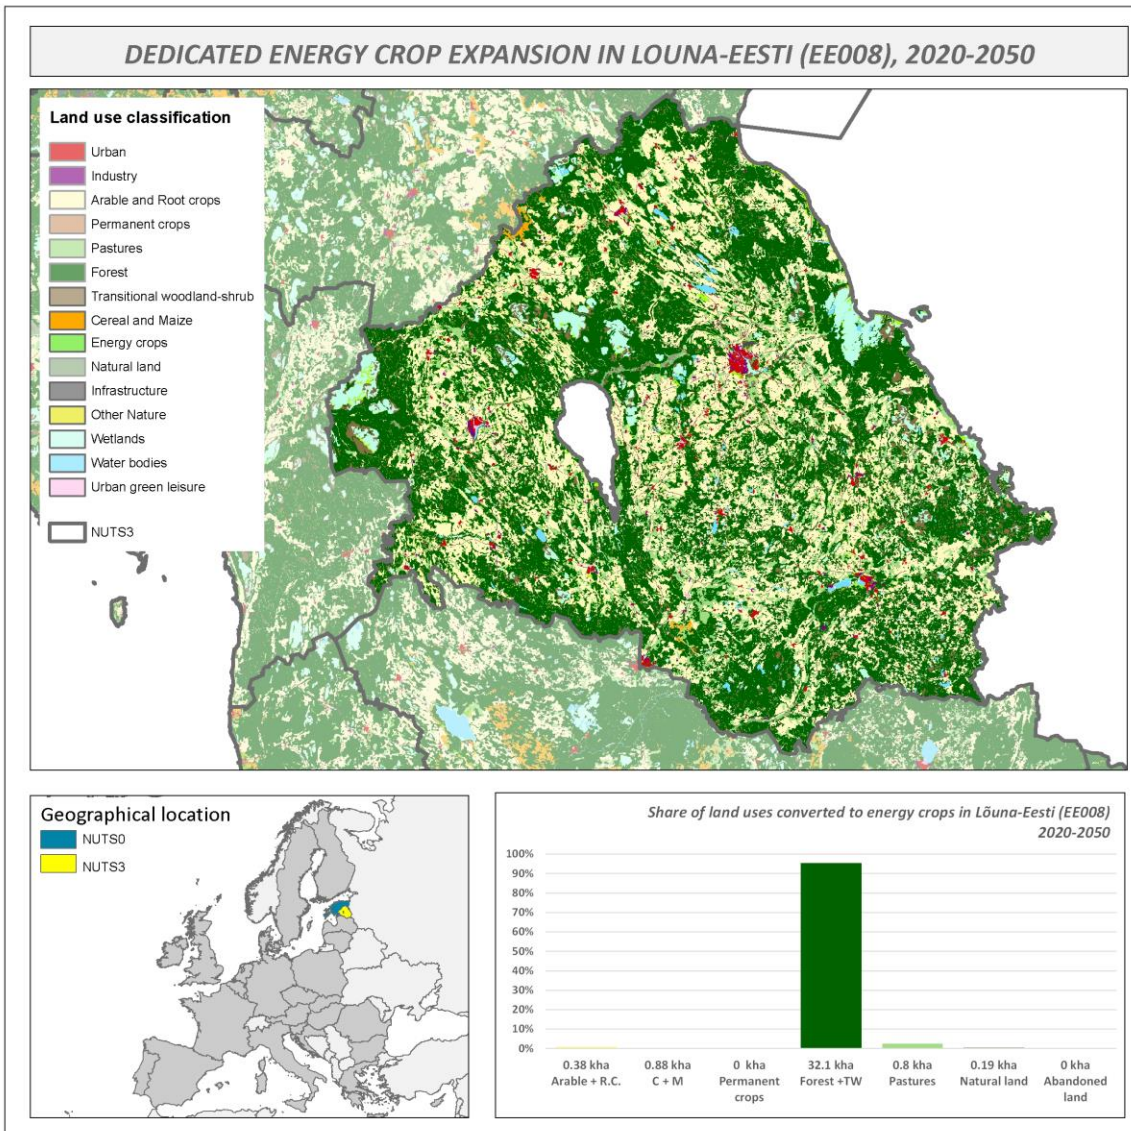 DEDICATED ENERGY CROP EXPANSION IN LOUNA-EESTI (EE008), 2020-2050
Land use classification
Urban
Industry
Arable and Root crops
Permanent crops
Pastures
Forest
Transitional woodland-shrub
Cereal and Maize
Energy crops
Natural land
Infrastructure
Other Nature
Wetlands
Water bodies
Urban green leisure
NUTS3
Geographical location
NUTS0
NUTS3
Share of land uses converted to energy crops in Lõuna-Eesti (EE008)
2020-2050
100%
90%
80%
70%
60%
50%
40%
30%
20%
10%
0%
0.38 kha 0.88 kha 0 kha 32.1 kha 0.8 kha 0.19 kha 0 kha
Arable + R.C. C + M Permanent Forest +TW Pastures Natural land Abandoned
crops land